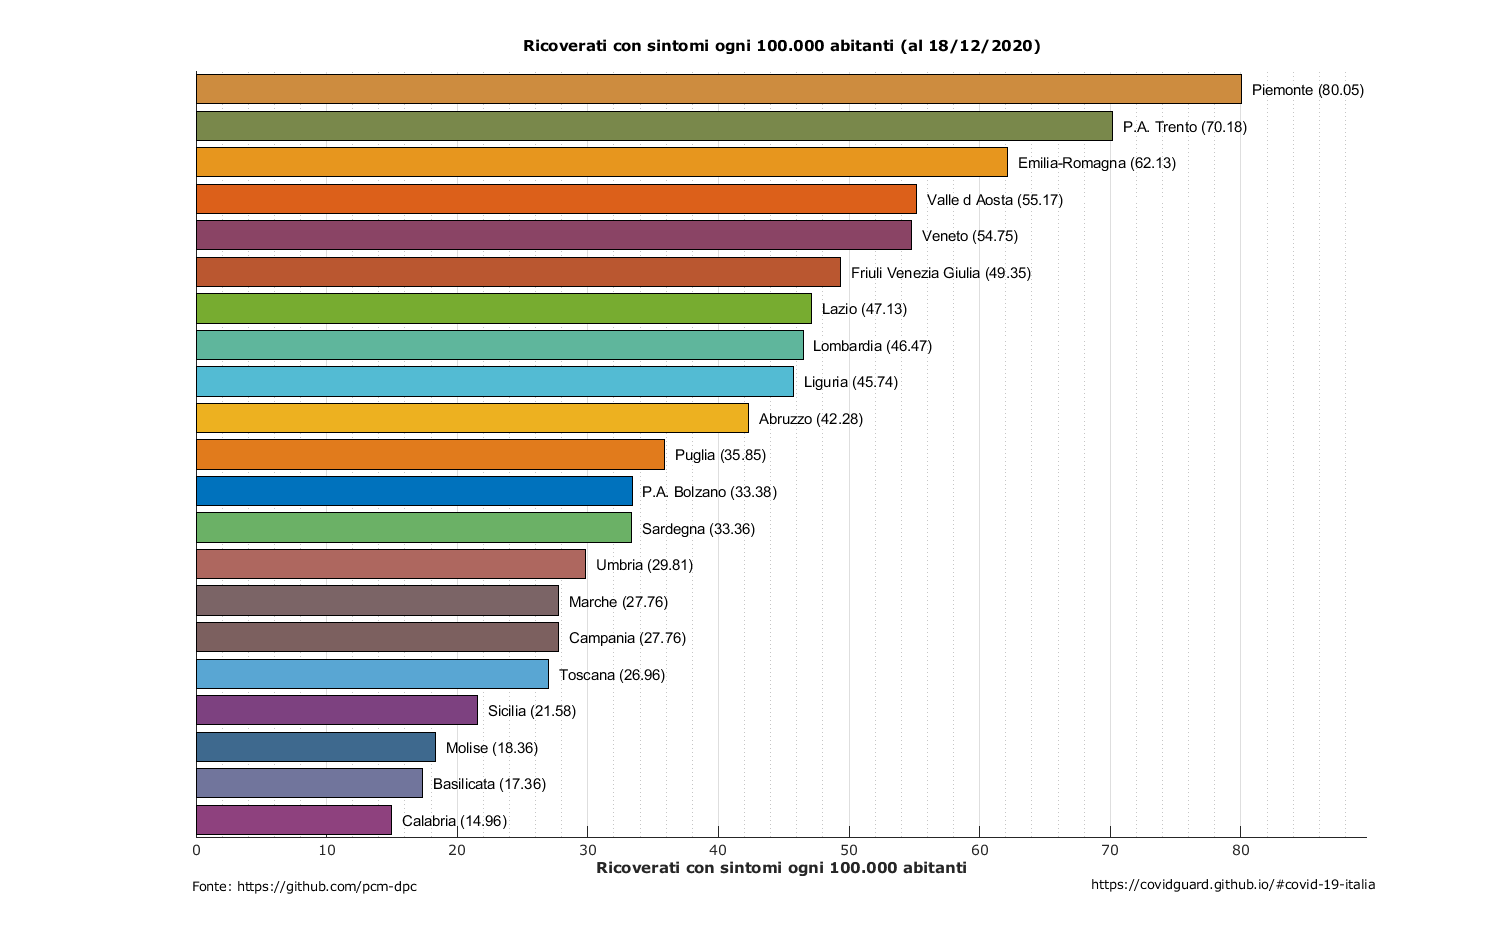 Ricoverati con sintomi ogni 100.000 abitanti (al 18/12/2020)
Piemonte (80.05)
P.A. Trento (70.18)
Emilia-Romagna (62.13)
Valle d Aosta (55.17)
Veneto (54.75)
Friuli Venezia Giulia (49.35)
Lazio (47.13)
Lombardia (46.47)
Liguria (45.74)
Abruzzo (42.28)
Puglia (35.85)
P.A. Bolzano (33.38)
Sardegna (33.36)
Umbria (29.81)
Marche (27.76)
Campania (27.76)
Toscana (26.96)
Sicilia (21.58)
Molise (18.36)
Basilicata (17.36)
Calabria (14.96)
0 10 20 30 40 50 60 70 80
Ricoverati con sintomi ogni 100.000 abitanti
Fonte: https://github.com/pcm-dpc
https://covidguard.github.io/#covid-19-italia